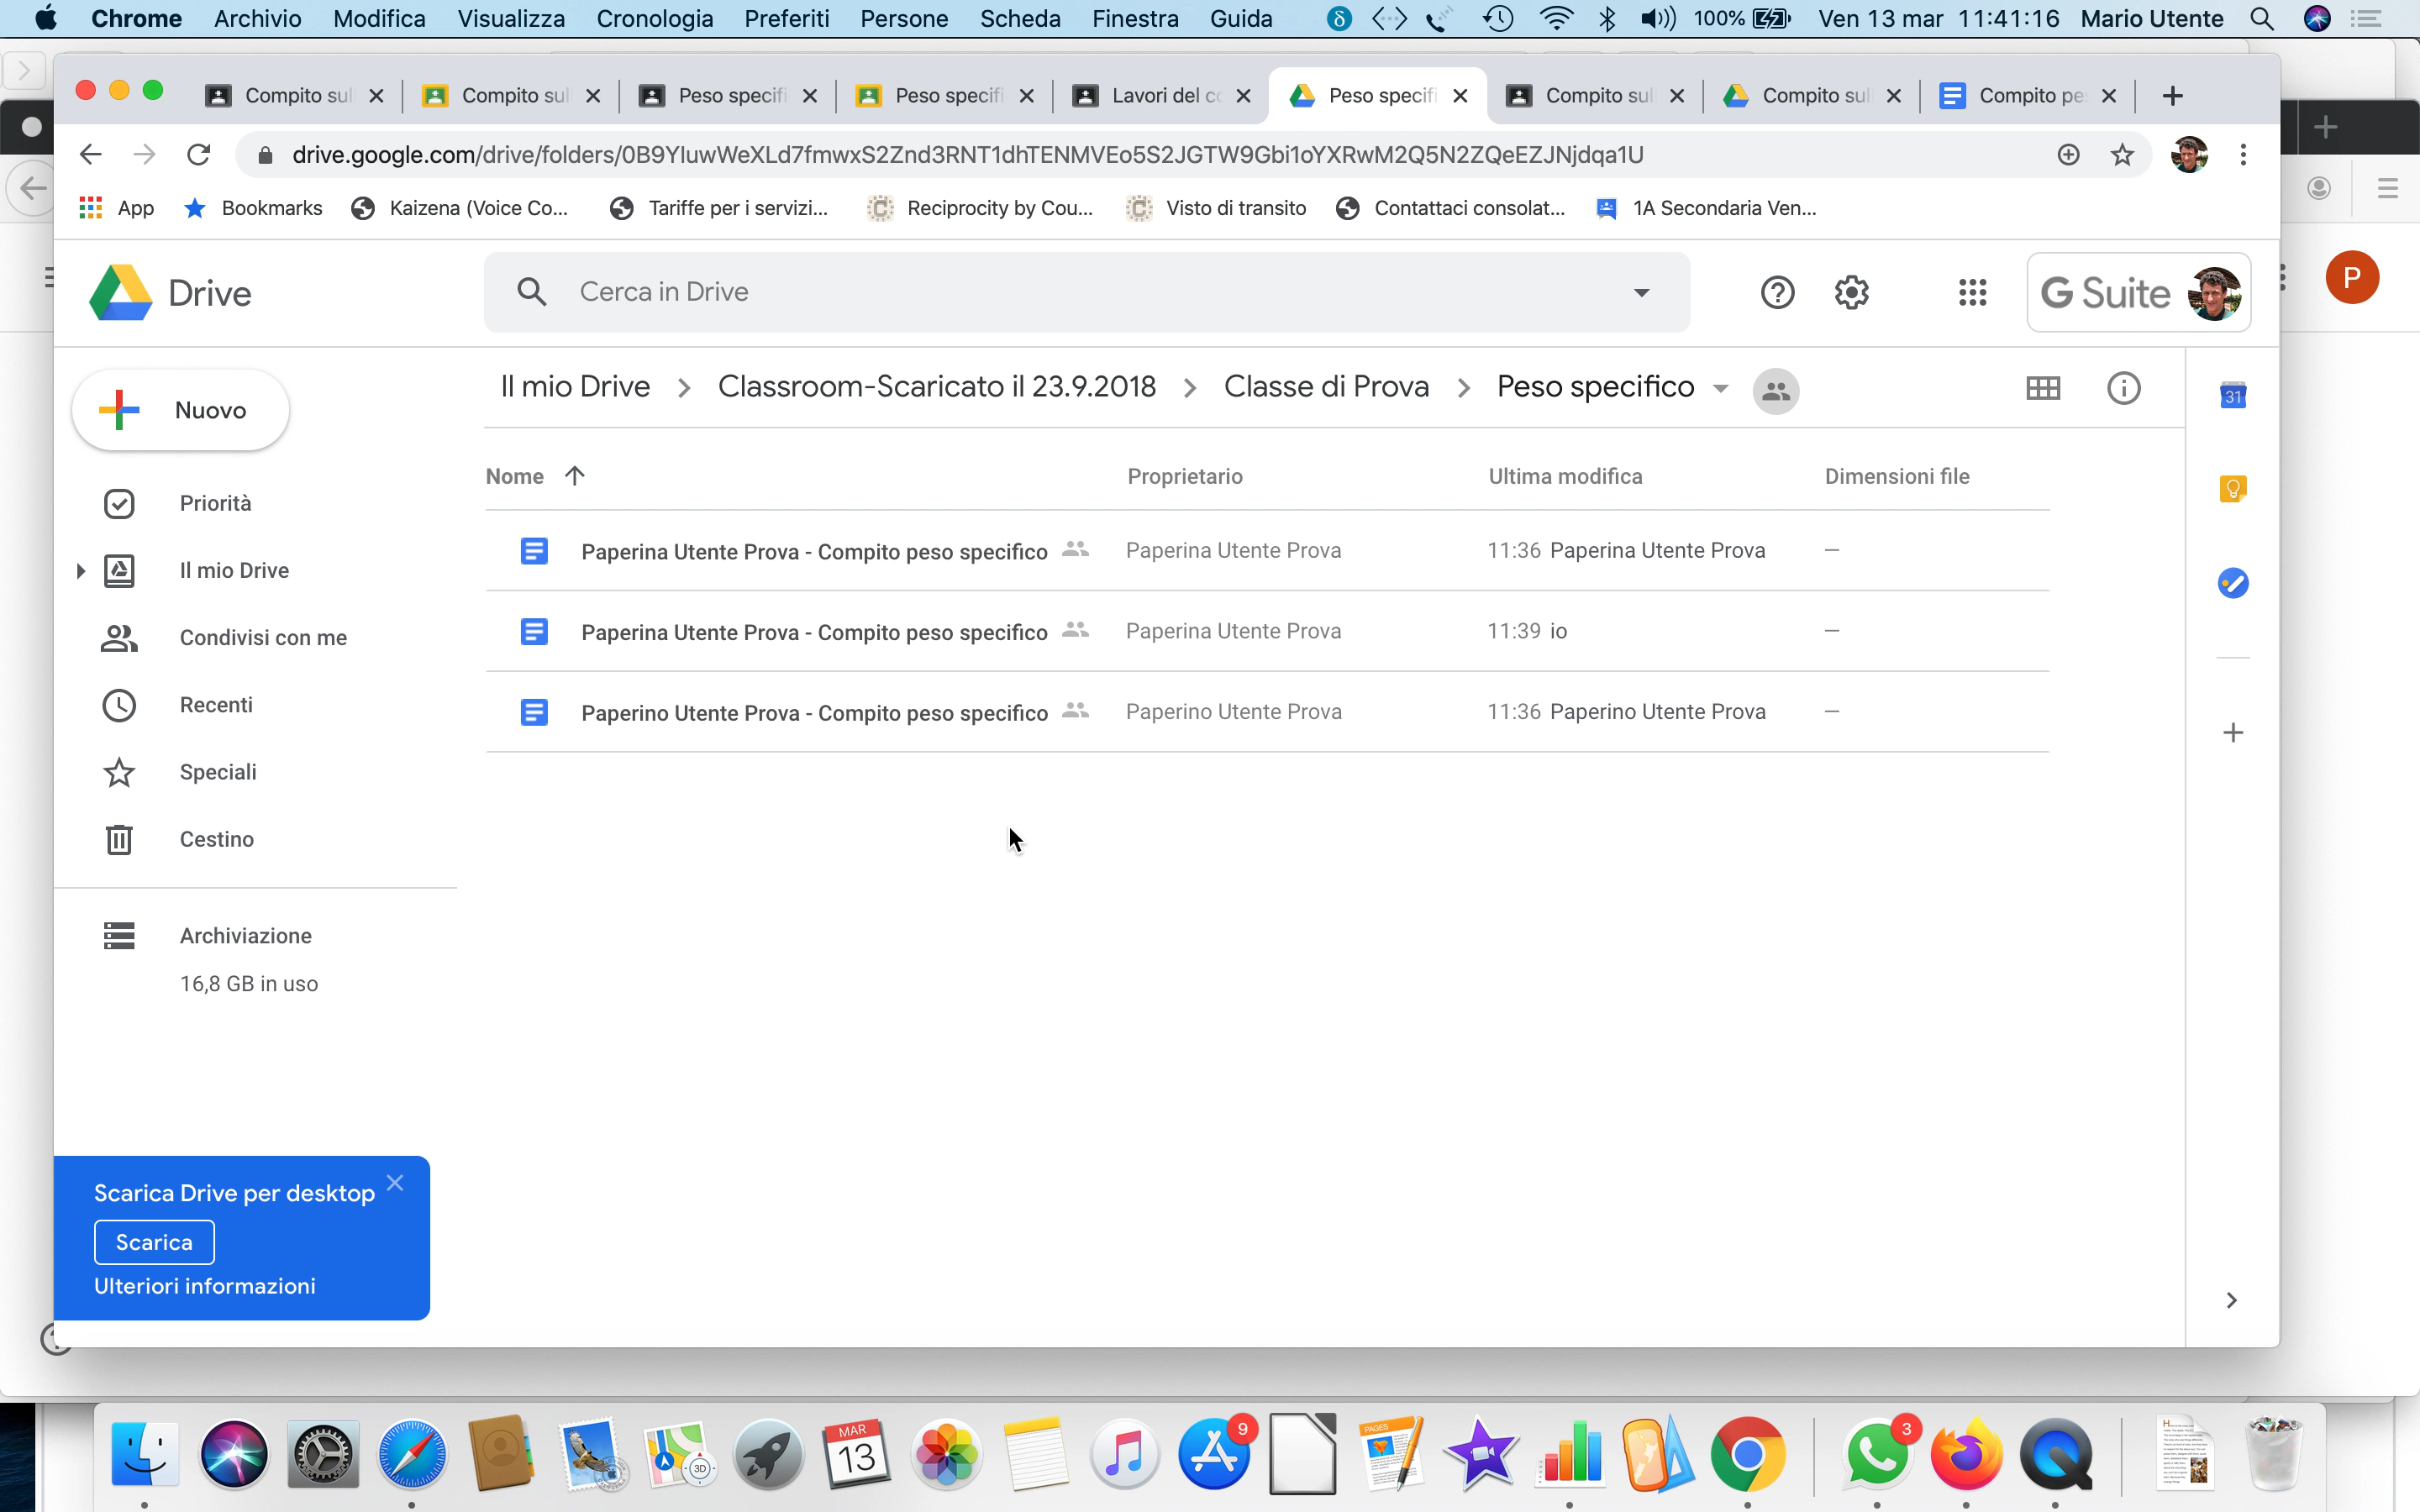 Chrome Archivio Modifica Visualizza Cronologia Preferiti Persone Scheda Finestra Guida 100% Ven 13 mar 11:41:16 Mario Utente
Compito sul Compito sul Peso specifi Peso specifi Lavori del co Peso specifi Compito sul Compito sul Compito pe
drive.google.com/drive/folders/0B9YluwWeXLd7fmwxS2Znd3RNT1dhTENMVEo5S2JGTW9Gbi1oYXRwM2Q5N2ZQeEZJNjdqa1U
App Bookmarks Kaizena (Voice Co... Tariffe per i servizi... Reciprocity by Cou... Visto di transito Contattaci consolat... 1A Secondaria Ven...
Drive Cerca in Drive G Suite P
Nuovo
Il mio Drive > Classroom-Scaricato il 23.9.2018 > Classe di Prova > Peso specifico
31
Nome Proprietario Ultima modifica Dimensioni file
Paperina Utente Prova - Compito peso specifico Paperina Utente Prova 11:36 Paperina Utente Prova —
Paperina Utente Prova - Compito peso specifico Paperina Utente Prova 11:39 io —
Paperino Utente Prova - Compito peso specifico Paperino Utente Prova 11:36 Paperino Utente Prova —
Priorità
Il mio Drive
Condivisi con me
Recenti
Speciali
Cestino
Archiviazione
16,8 GB in uso
Scarica Drive per desktop
Scarica
Ulteriori informazioni
3D
MAR
13
9
PAGES
3